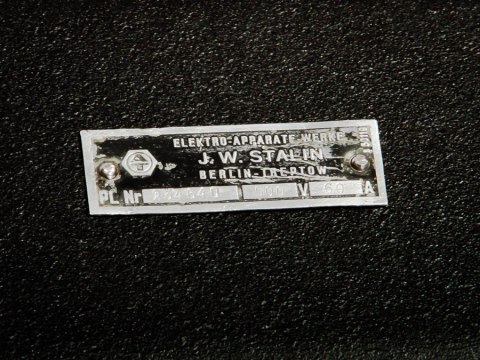 ELEKTRO-APPARATE-WERKE
J. W. STALIN
BERLIN-TREPTOW
PC Nr V A